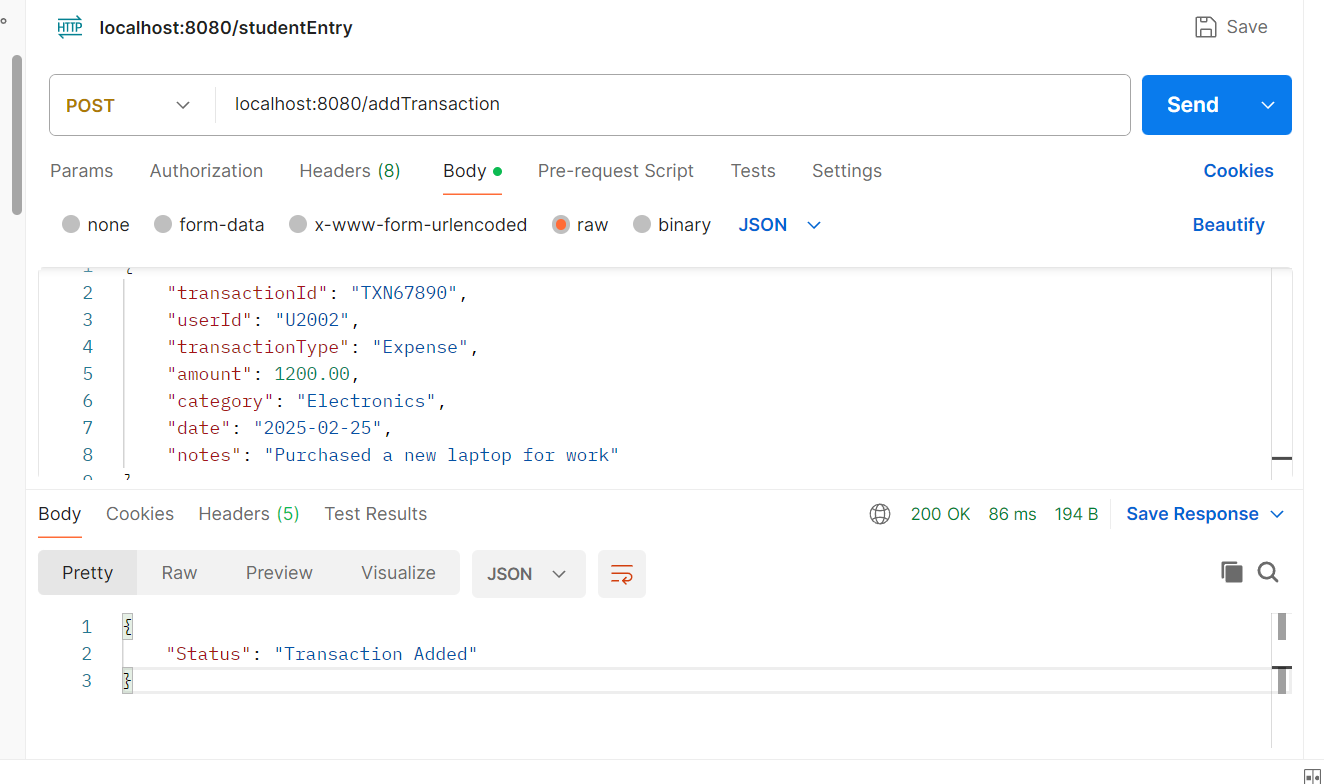 HTTP localhost:8080/studentEntry Save
POST localhost:8080/addTransaction Send
Params Authorization Headers (8) Body Pre-request Script Tests Settings Cookies
none form-data x-www-form-urlencoded raw binary JSON Beautify
1 {
2 "transactionId": "TXN67890",
3 "userId": "U2002",
4 "transactionType": "Expense",
5 "amount": 1200.00,
6 "category": "Electronics",
7 "date": "2025-02-25",
8 "notes": "Purchased a new laptop for work"
9 }
Body Cookies Headers (5) Test Results 200 OK 86 ms 194 B Save Response
Pretty Raw Preview Visualize JSON
1 {
2 "Status": "Transaction Added"
3 }